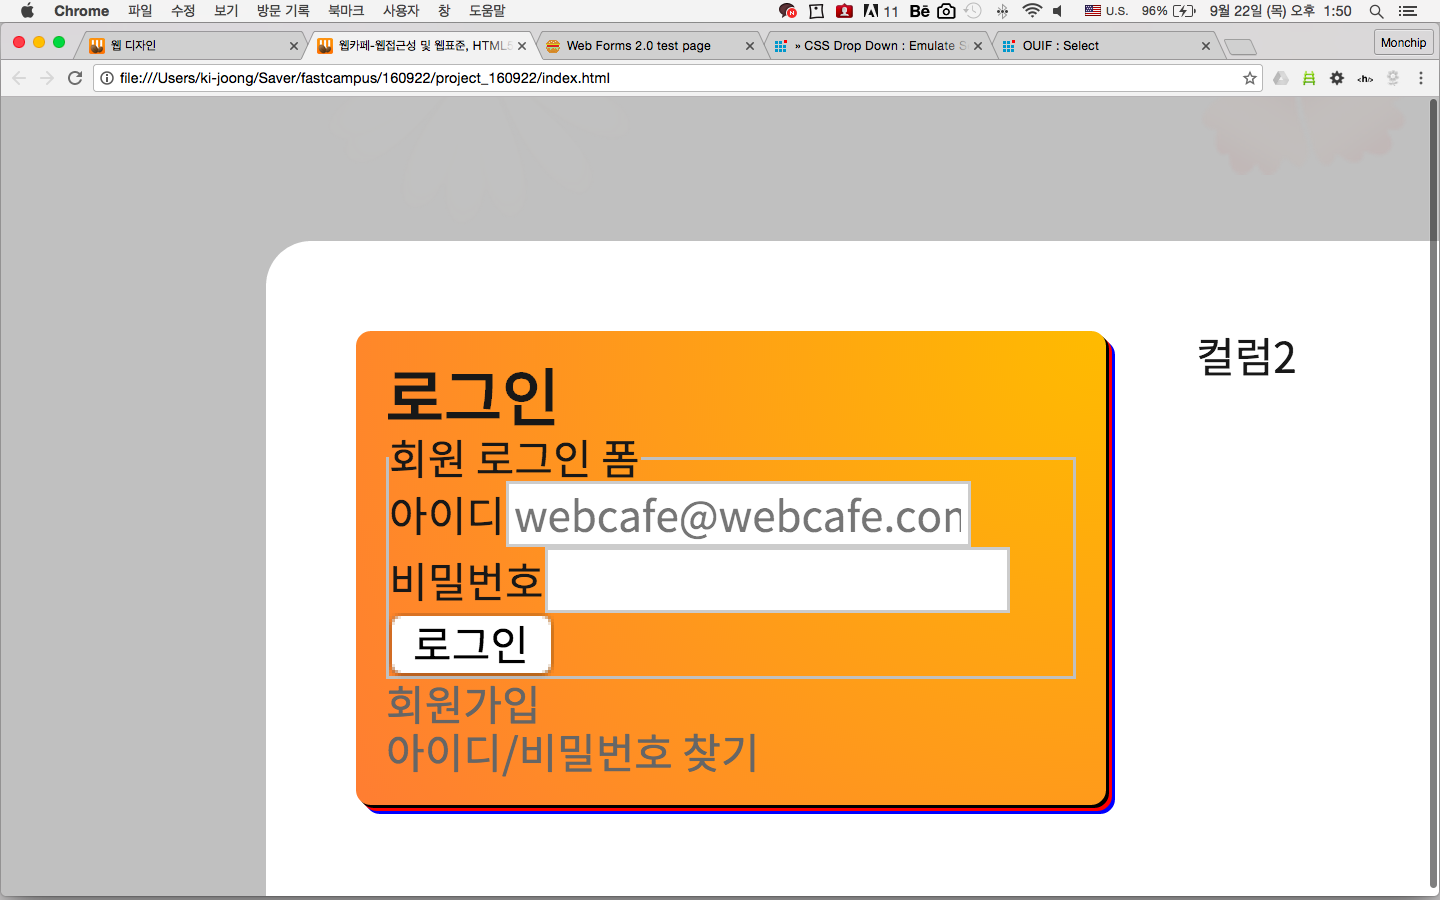 Chrome 파일 수정 보기 방문 기록 북마크 사용자 창 도움말 11 Bē U.S. 96% 9월 22일 (목) 오후 1:50
웹 디자인 웹카페-웹접근성 및 웹표준, HTML5 Web Forms 2.0 test page » CSS Drop Down : Emulate S OUIF : Select Monchip
file:///Users/ki-joong/Saver/fastcampus/160922/project_160922/index.html <h/>
컬럼2
로그인
회원 로그인 폼
아이디 webcafe@webcafe.com
비밀번호
로그인
회원가입
아이디/비밀번호 찾기